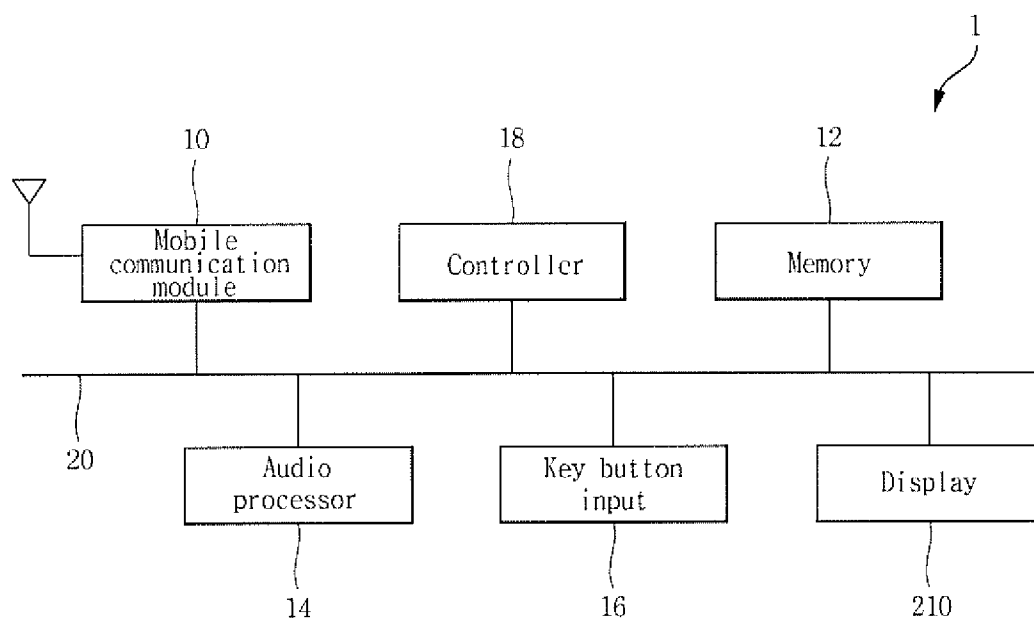 1
10
18
12
Mobile
communication
module
Controller
Memory
20
Audio
processor
Key button
input
Display
14
16
210